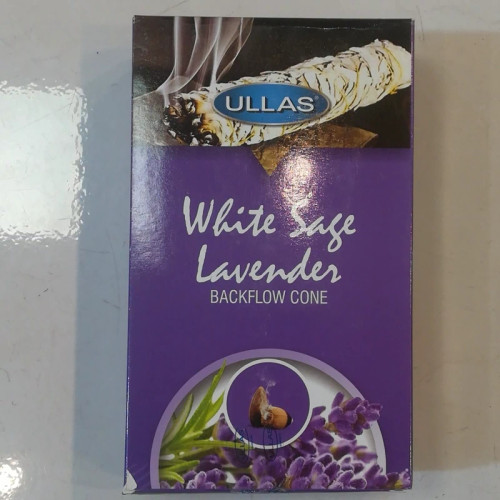 ULLAS®
White Sage
Lavender
BACKFLOW CONE